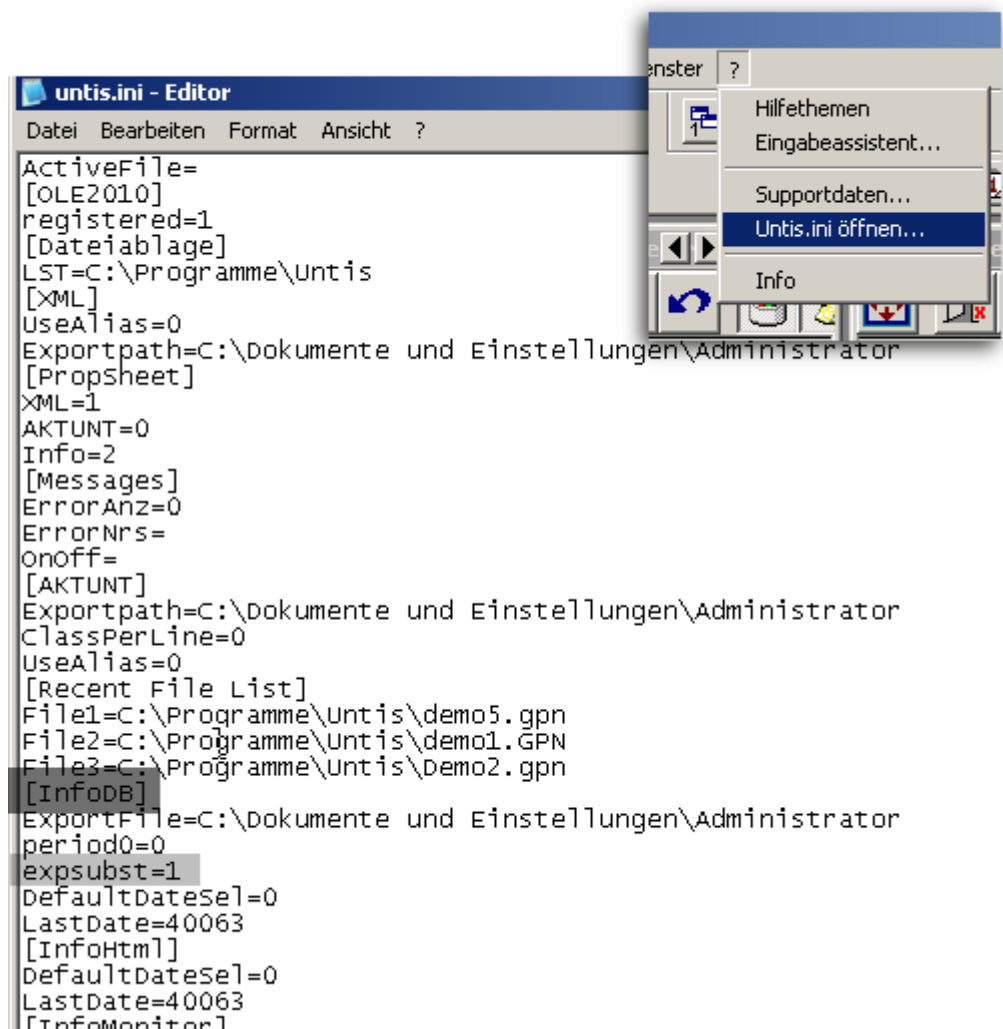 enster ?
Hilfethemen
Eingabeassistent...
Supportdaten...
Untis.ini öffnen...
Info
untis.ini - Editor
Datei Bearbeiten Format Ansicht ?
ActiveFile=
[OLE2010]
registered=1
[Dateiablage]
LST=C:\Programme\Untis
[XML]
UseAlias=0
Exportpath=C:\Dokumente und Einstellungen\Administrator
[PropSheet]
XML=1
AKTUNT=0
Info=2
[Messages]
ErrorAnz=0
ErrorNrs=
OnOff=
[AKTUNT]
Exportpath=C:\Dokumente und Einstellungen\Administrator
ClassPerLine=0
UseAlias=0
[Recent File List]
File1=C:\Programme\Untis\demo5.gpn
File2=C:\Programme\Untis\demo1.GPN
File3=C:\Programme\Untis\Demo2.gpn
[InfoDB]
ExportFile=C:\Dokumente und Einstellungen\Administrator
period0=0
expsubst=1
DefaultDateSel=0
LastDate=40063
[InfoHtml]
DefaultDateSel=0
LastDate=40063
[InfoMonitor]